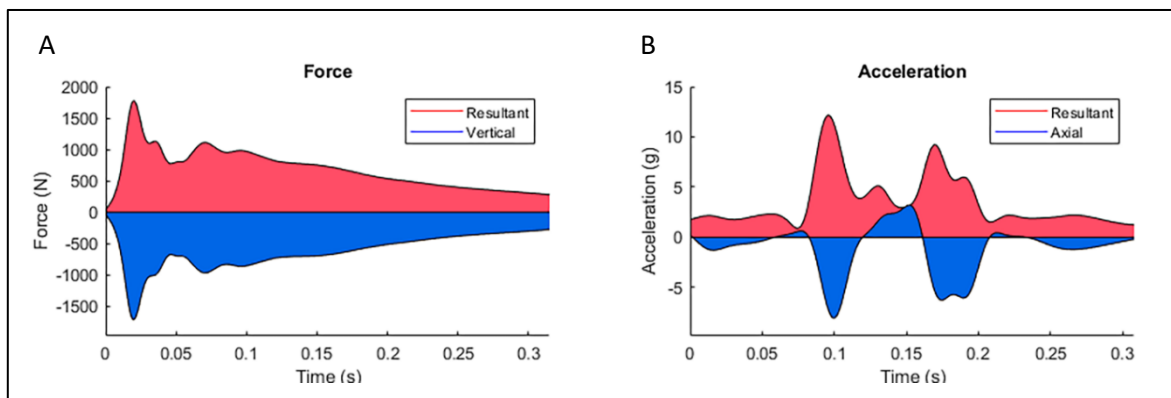 A
Force
2000
1500
1000
500
0
-500
-1000
-1500
Force (N)
Resultant
Vertical
0 0.05 0.1 0.15 0.2 0.25 0.3
Time (s)
B
Acceleration
15
10
5
0
-5
Acceleration (g)
Resultant
Axial
0 0.05 0.1 0.15 0.2 0.25 0.3
Time (s)